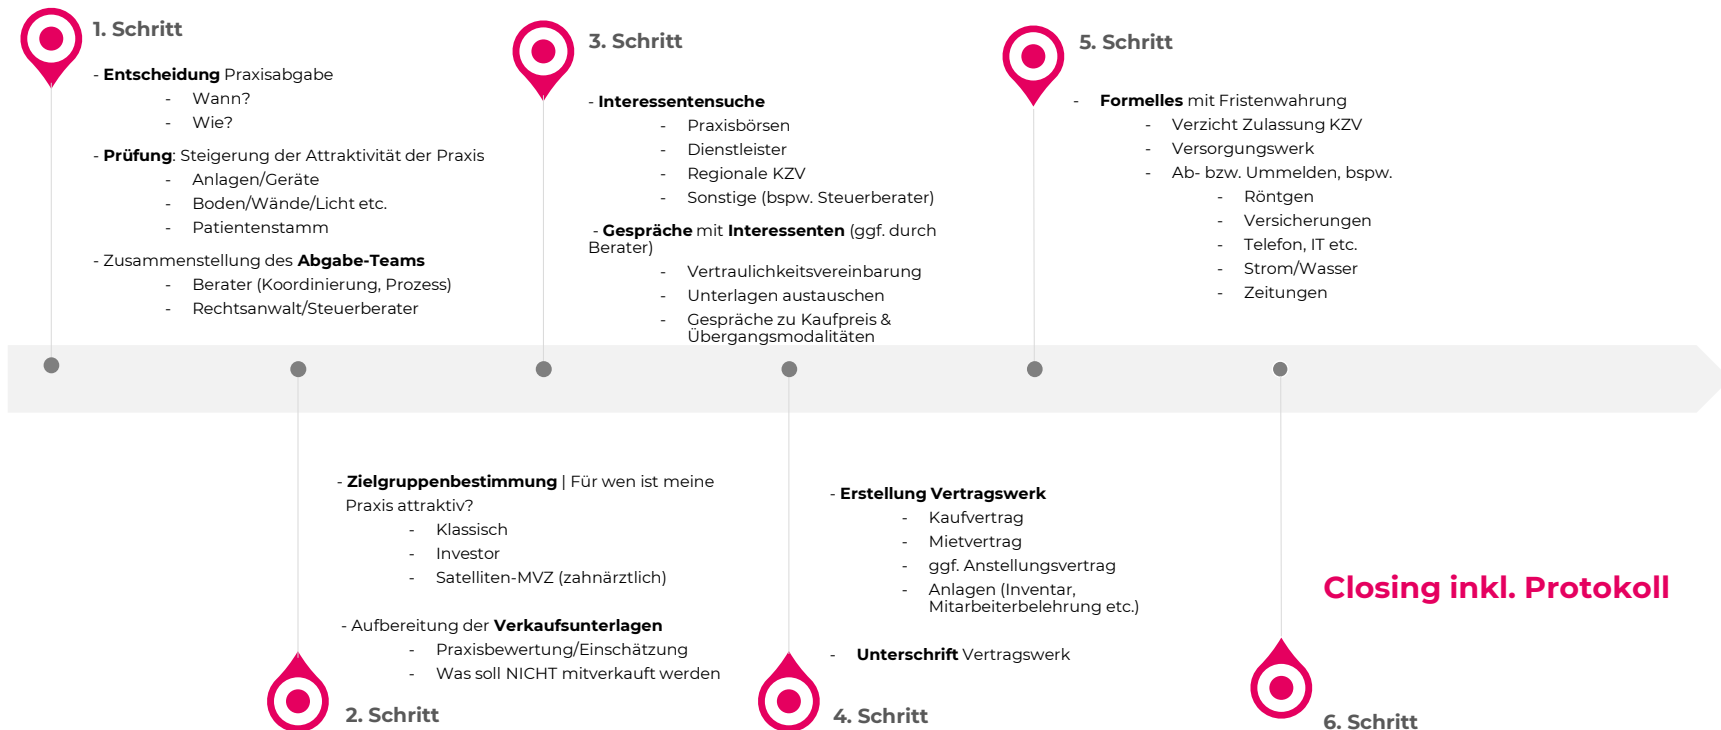 1. Schritt
- Entscheidung Praxisabgabe
- Wann?
- Wie?
- Prüfung: Steigerung der Attraktivität der Praxis
- Anlagen/Geräte
- Boden/Wände/Licht etc.
- Patientenstamm
- Zusammenstellung des Abgabe-Teams
- Berater (Koordinierung, Prozess)
- Rechtsanwalt/Steuerberater
- Zielgruppenbestimmung | Für wen ist meine
Praxis attraktiv?
- Klassisch
- Investor
- Satelliten-MVZ (zahnärztlich)
- Aufbereitung der Verkaufsunterlagen
- Praxisbewertung/Einschätzung
- Was soll NICHT mitverkauft werden
2. Schritt
3. Schritt
- Interessentensuche
- Praxisbörsen
- Dienstleister
- Regionale KZV
- Sonstige (bspw. Steuerberater)
- Gespräche mit Interessenten (ggf. durch
Berater)
- Vertraulichkeitsvereinbarung
- Unterlagen austauschen
- Gespräche zu Kaufpreis &
Übergangsmodalitäten
- Erstellung Vertragswerk
- Kaufvertrag
- Mietvertrag
- ggf. Anstellungsvertrag
- Anlagen (Inventar,
Mitarbeiterbelehrung etc.)
- Unterschrift Vertragswerk
4. Schritt
5. Schritt
- Formelles mit Fristenwahrung
- Verzicht Zulassung KZV
- Versorgungswerk
- Ab- bzw. Ummelden, bspw.
- Röntgen
- Versicherungen
- Telefon, IT etc.
- Strom/Wasser
- Zeitungen
Closing inkl. Protokoll
6. Schritt